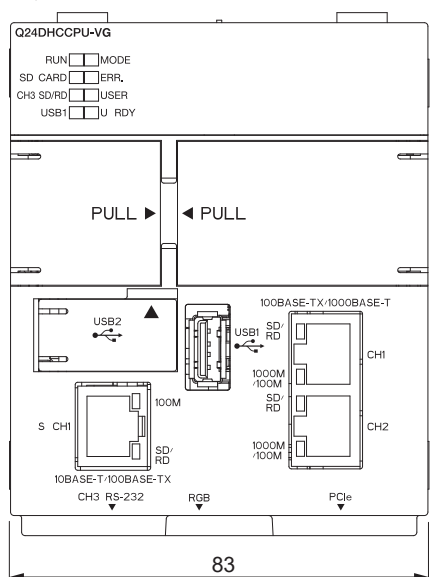 Q24DHCCPU-VG
RUN MODE
SD CARD ERR.
CH3 SD/RD USER
USB1 U RDY
PULL PULL
100BASE-TX/1000BASE-T
USB2
USB1
SD/
RD
CH1
1000M
/100M
SD/
RD
CH2
1000M
/100M
100M
S CH1
SD/
RD
10BASE-T/100BASE-TX
CH3 RS-232 RGB PCIe
83